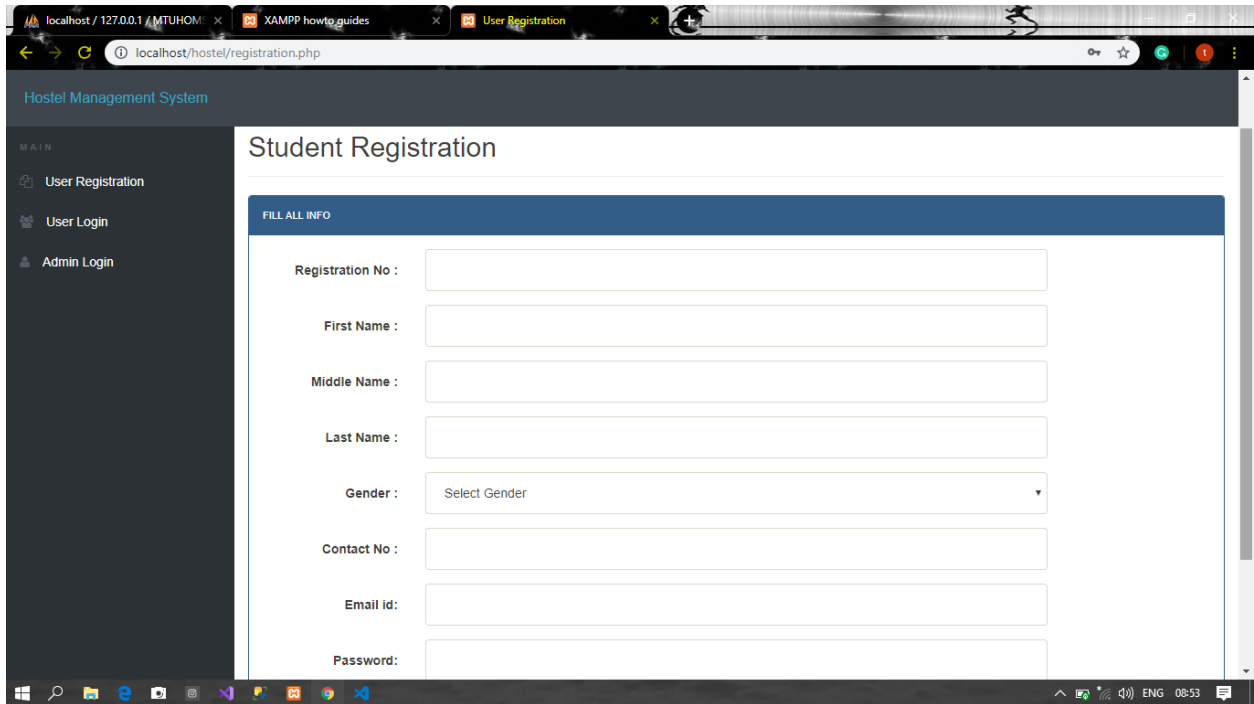 localhost / 127.0.0.1 / MTUHOMS
XAMPP howto guides
User Registration
localhost/hostel/registration.php
t
Hostel Management System
MAIN
User Registration
User Login
Admin Login
Student Registration
FILL ALL INFO
Registration No :
First Name :
Middle Name :
Last Name :
Gender :
Select Gender
Contact No :
Email id:
Password:
ENG
08:53